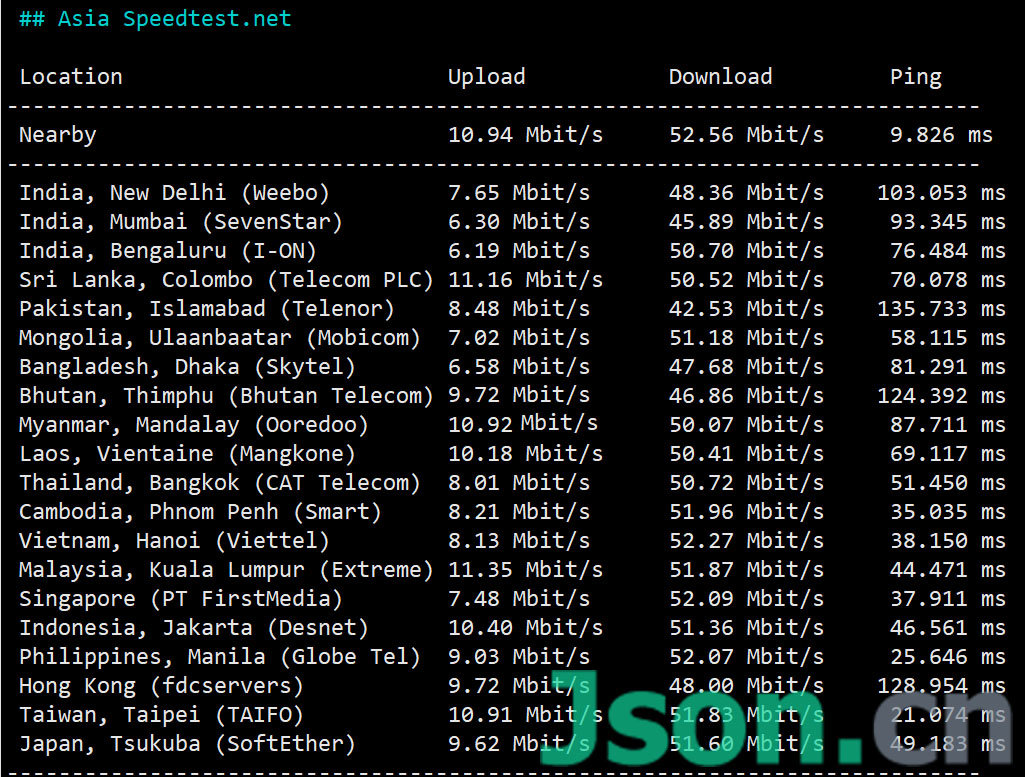 ## Asia Speedtest.net
Location Upload Download Ping
--------------------------------------------------------------------------
Nearby 10.94 Mbit/s 52.56 Mbit/s 9.826 ms
--------------------------------------------------------------------------
India, New Delhi (Weebo) 7.65 Mbit/s 48.36 Mbit/s 103.053 ms
India, Mumbai (SevenStar) 6.30 Mbit/s 45.89 Mbit/s 93.345 ms
India, Bengaluru (I-ON) 6.19 Mbit/s 50.70 Mbit/s 76.484 ms
Sri Lanka, Colombo (Telecom PLC) 11.16 Mbit/s 50.52 Mbit/s 70.078 ms
Pakistan, Islamabad (Telenor) 8.48 Mbit/s 42.53 Mbit/s 135.733 ms
Mongolia, Ulaanbaatar (Mobicom) 7.02 Mbit/s 51.18 Mbit/s 58.115 ms
Bangladesh, Dhaka (Skytel) 6.58 Mbit/s 47.68 Mbit/s 81.291 ms
Bhutan, Thimphu (Bhutan Telecom) 9.72 Mbit/s 46.86 Mbit/s 124.392 ms
Myanmar, Mandalay (Ooredoo) 10.92 Mbit/s 50.07 Mbit/s 87.711 ms
Laos, Vientaine (Mangkone) 10.18 Mbit/s 50.41 Mbit/s 69.117 ms
Thailand, Bangkok (CAT Telecom) 8.01 Mbit/s 50.72 Mbit/s 51.450 ms
Cambodia, Phnom Penh (Smart) 8.21 Mbit/s 51.96 Mbit/s 35.035 ms
Vietnam, Hanoi (Viettel) 8.13 Mbit/s 52.27 Mbit/s 38.150 ms
Malaysia, Kuala Lumpur (Extreme) 11.35 Mbit/s 51.87 Mbit/s 44.471 ms
Singapore (PT FirstMedia) 7.48 Mbit/s 52.09 Mbit/s 37.911 ms
Indonesia, Jakarta (Desnet) 10.40 Mbit/s 51.36 Mbit/s 46.561 ms
Philippines, Manila (Globe Tel) 9.03 Mbit/s 52.07 Mbit/s 25.646 ms
Hong Kong (fdcservers) 9.72 Mbit/s 48.00 Mbit/s 128.954 ms
Taiwan, Taipei (TAIFO) 10.91 Mbit/s 51.83 Mbit/s 21.074 ms
Japan, Tsukuba (SoftEther) 9.62 Mbit/s 51.60 Mbit/s 49.183 ms
--------------------------------------------------------------------------
Json.cn